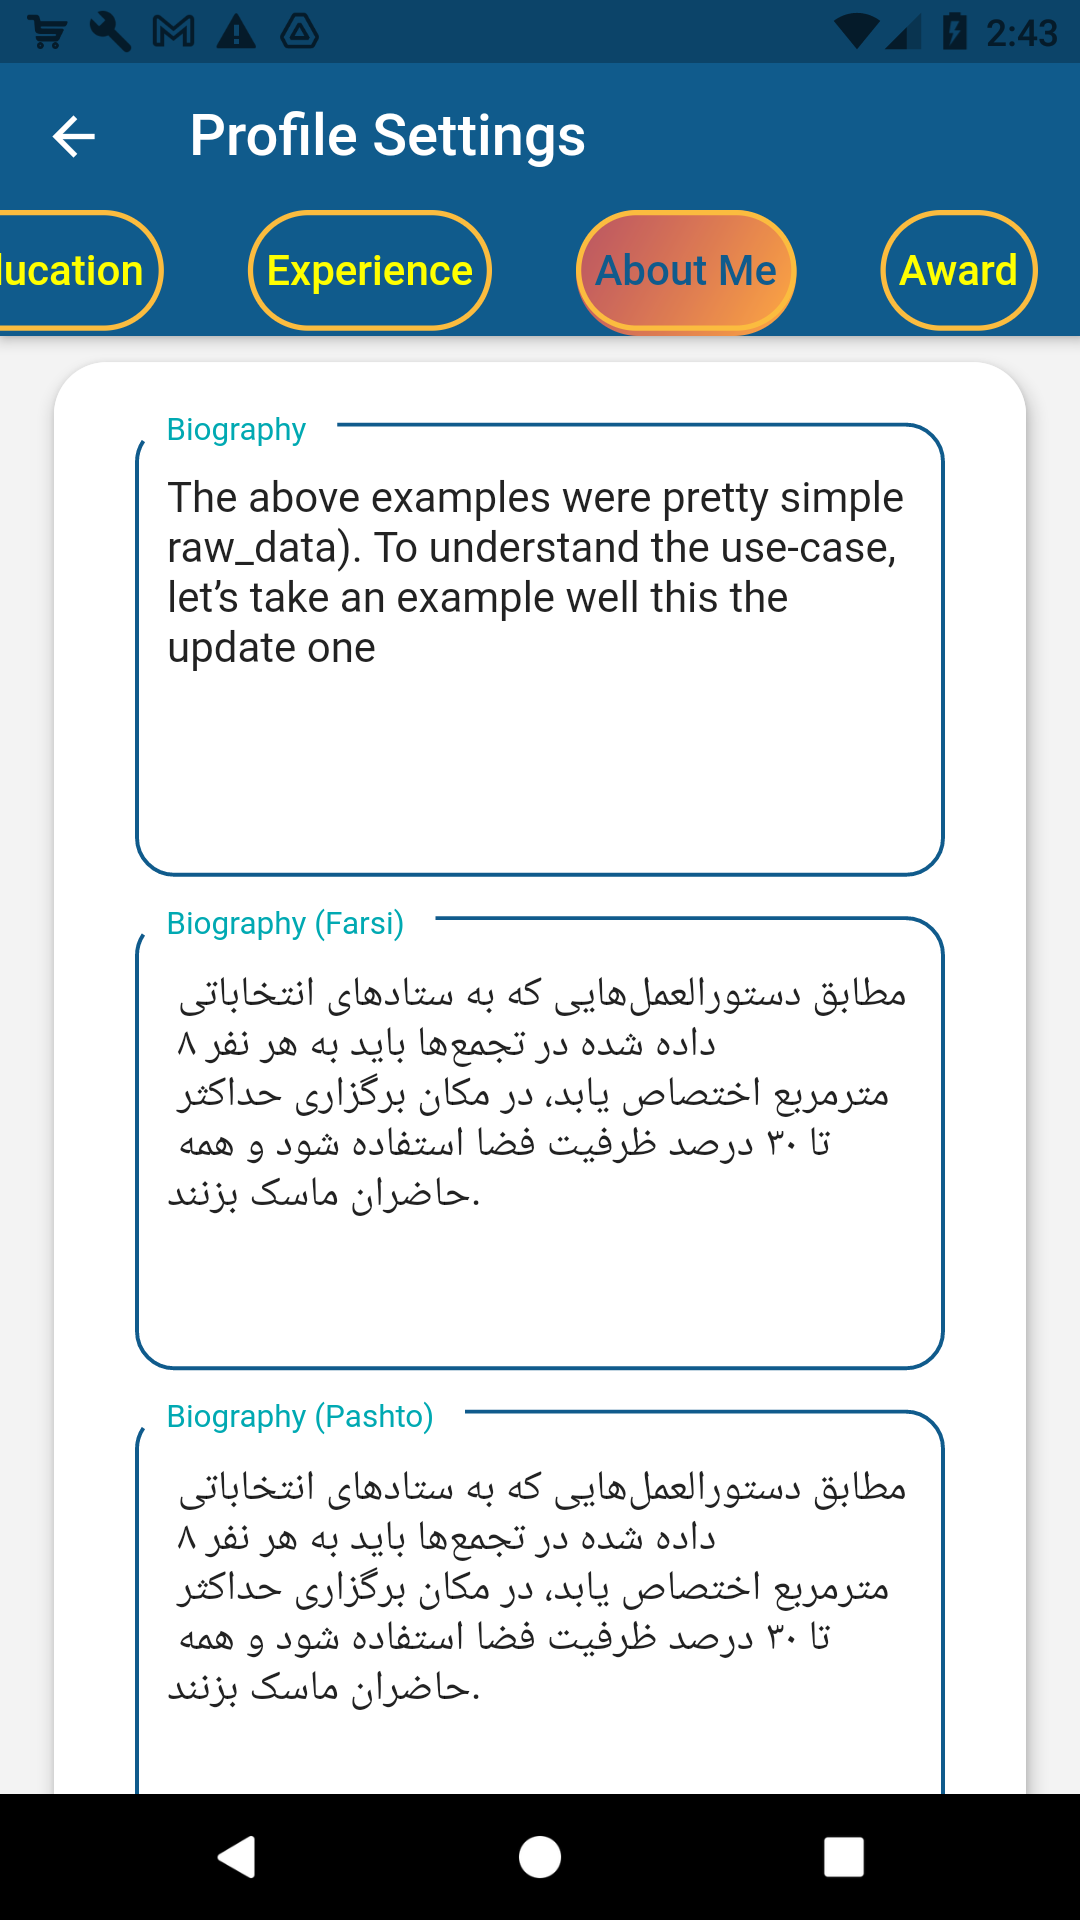 2:43
Profile Settings
ducation Experience About Me Award
Biography
The above examples were pretty simple
raw_data). To understand the use-case,
let’s take an example well this the
update one
Biography (Farsi)
مطابق دستورالعمل‌هایی که به ستادهای انتخاباتی
داده شده در تجمع‌ها باید به هر نفر ۸
مترمربع اختصاص یابد، در مکان برگزاری حداکثر
تا ۳۰ درصد ظرفیت فضا استفاده شود و همه
حاضران ماسک بزنند.
Biography (Pashto)
مطابق دستورالعمل‌هایی که به ستادهای انتخاباتی
داده شده در تجمع‌ها باید به هر نفر ۸
مترمربع اختصاص یابد، در مکان برگزاری حداکثر
تا ۳۰ درصد ظرفیت فضا استفاده شود و همه
حاضران ماسک بزنند.